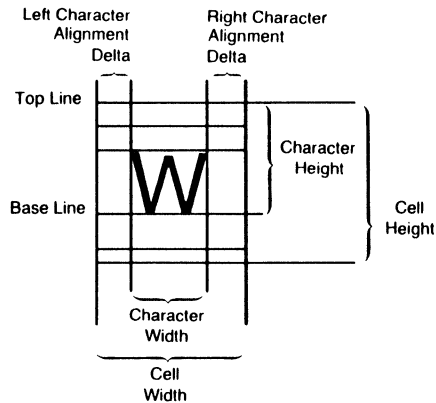 Left Character
Alignment
Delta
Right Character
Alignment
Delta
Top Line
Character
Height
W
Base Line
Cell
Height
Character
Width
Cell
Width